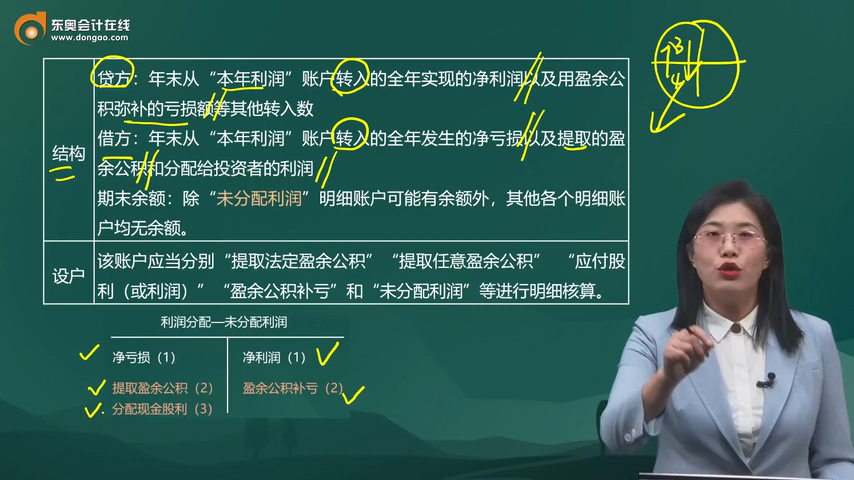 东奥会计在线
www.dongao.com
结构
贷方：年末从“本年利润”账户转入的全年实现的净利润以及用盈余公
积弥补的亏损额等其他转入数
借方：年末从“本年利润”账户转入的全年发生的净亏损以及提取的盈
余公积和分配给投资者的利润
期末余额：除“未分配利润”明细账户可能有余额外，其他各个明细账
户均无余额。
设户
该账户应当分别“提取法定盈余公积”“提取任意盈余公积” “应付股
利（或利润）”“盈余公积补亏”和“未分配利润”等进行明细核算。
利润分配—未分配利润
净亏损（1）
净利润（1）
提取盈余公积（2）
盈余公积补亏（2）
分配现金股利（3）